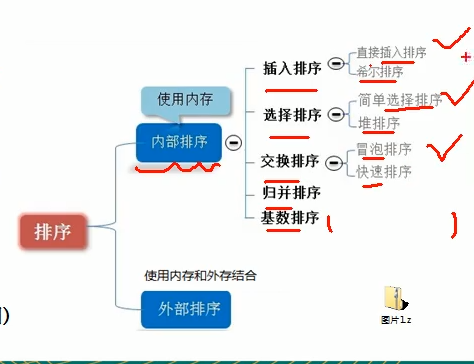 直接插入排序
插入排序
希尔排序
使用内存
简单选择排序
选择排序
堆排序
内部排序
冒泡排序
交换排序
快速排序
归并排序
基数排序
排序
使用内存和外存结合
外部排序
图片1z